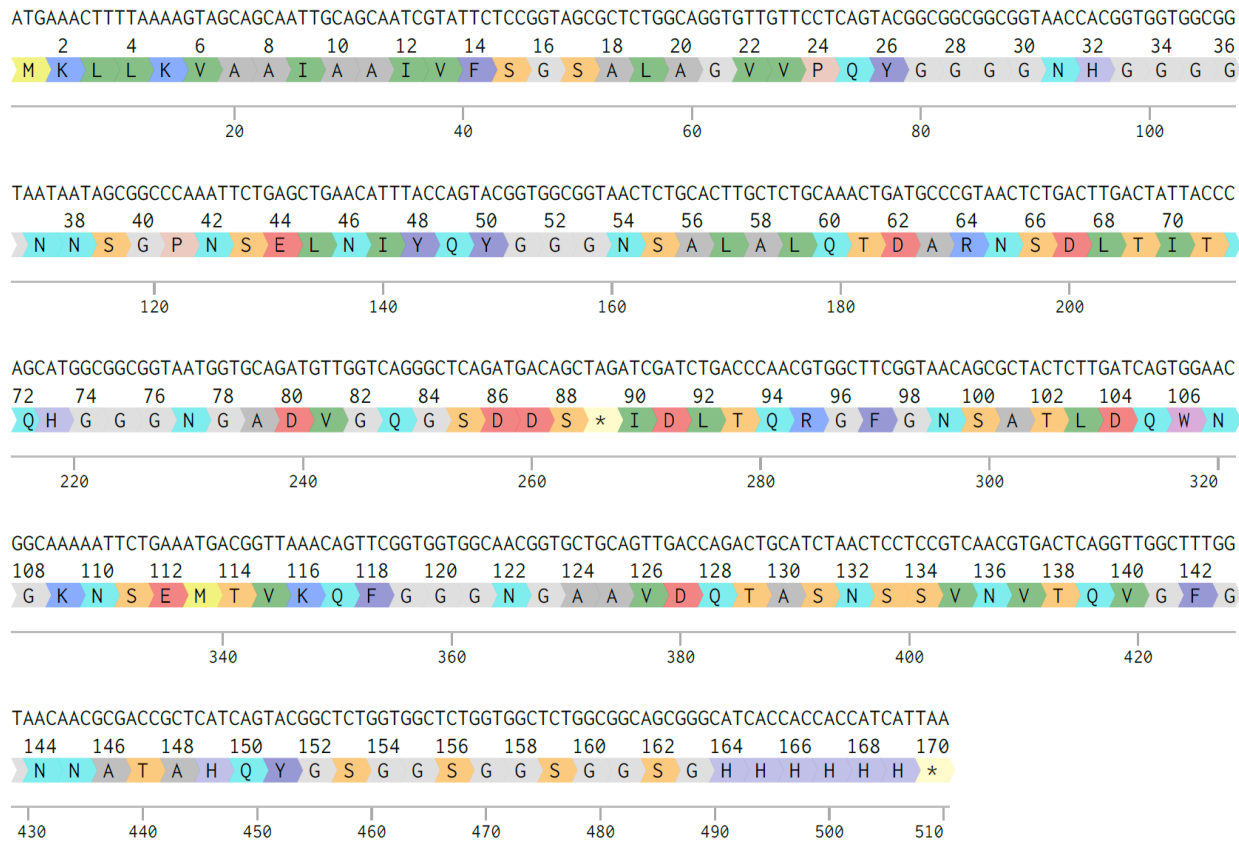 ATGAAACTTTTAAAAGTAGCAGCAATTGCAGCAATCGTATTCTCCGGTAGCGCTCTGGCAGGTGTTGTTCCTCAGTACGGCGGCGGCGGTAACCACGGTGGTGGCGG
2 4 6 8 10 12 14 16 18 20 22 24 26 28 30 32 34 36
M K L L K V A A I A A I V F S G S A L A G V V P Q Y G G G G N H G G G G
20 40 60 80 100
TAATAATAGCGGCCCAAATTCTGAGCTGAACATTTACCAGTACGGTGGCGGTAACTCTGCACTTGCTCTGCAAACTGATGCCCGTAACTCTGACTTGACTATTACCC
38 40 42 44 46 48 50 52 54 56 58 60 62 64 66 68 70
N N S G P N S E L N I Y Q Y G G G N S A L A L Q T D A R N S D L T I T
120 140 160 180 200
AGCATGGCGGCGGTAATGGTGCAGATGTTGGTCAGGGCTCAGATGACAGCTAGATCGATCTGACCCAACGTGGCTTCGGTAACAGCGCTACTCTTGATCAGTGGAAC
72 74 76 78 80 82 84 86 88 90 92 94 96 98 100 102 104 106
Q H G G G N G A D V G Q G S D D S * I D L T Q R G F G N S A T L D Q W N
220 240 260 280 300 320
GGCAAAAATTCTGAAATGACGGTTAAACAGTTCGGTGGTGGCAACGGTGCTGCAGTTGACCAGACTGCATCTAACTCCTCCGTCAACGTGACTCAGGTTGGCTTTGG
108 110 112 114 116 118 120 122 124 126 128 130 132 134 136 138 140 142
G K N S E M T V K Q F G G G N G A A V D Q T A S N S S V N V T Q V G F G
340 360 380 400 420
TAACAACGCGACCGCTCATCAGTACGGCTCTGGTGGCTCTGGTGGCTCTGGCGGCAGCGGGCATCACCACCACCATCATTAA
144 146 148 150 152 154 156 158 160 162 164 166 168 170
N N A T A H Q Y G S G G S G G S G G S G H H H H H H *
430 440 450 460 470 480 490 500 510